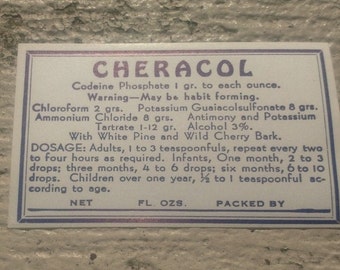 CHERACOL
Codeine Phosphate 1 gr. to each ounce.
Warning—May be habit forming.
Chloroform 2 grs. Potassium Guaiacolsulfonate 8 grs.
Ammonium Chloride 8 grs. Antimony and Potassium
Tartrate 1-12 gr. Alcohol 3%.
With White Pine and Wild Cherry Bark.
DOSAGE: Adults, 1 to 3 teaspoonfuls, repeat every two
to four hours as required. Infants, One month, 2 to 3
drops; three months, 4 to 6 drops; six months, 6 to 10
drops. Children over one year, ½ to 1 teaspoonful ac-
cording to age.
NET FL. OZS. PACKED BY